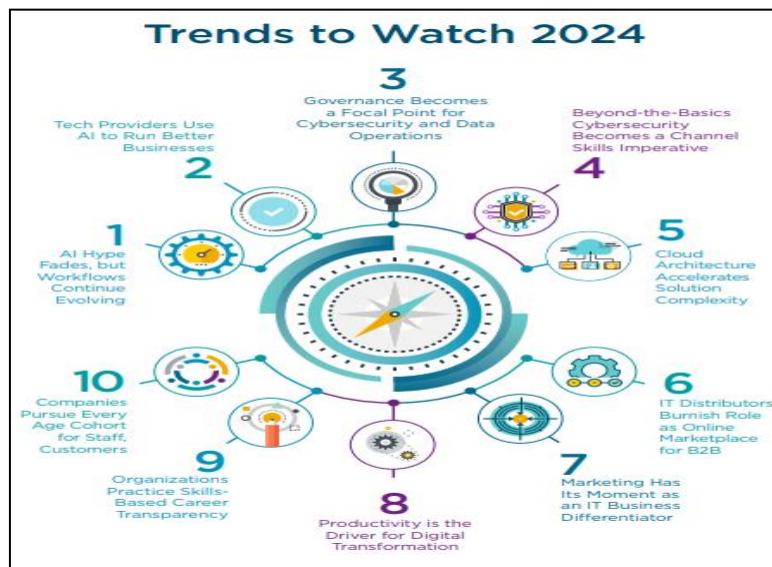 Trends to Watch 2024
1
AI Hype
Fades, but
Workflows
Continue
Evolving
2
Tech Providers Use
AI to Run Better
Businesses
3
Governance Becomes
a Focal Point for
Cybersecurity and Data
Operations
4
Beyond-the-Basics
Cybersecurity
Becomes a Channel
Skills Imperative
5
Cloud
Architecture
Accelerates
Solution
Complexity
6
IT Distributors
Burnish Role
as Online
Marketplace
for B2B
7
Marketing Has
Its Moment as
an IT Business
Differentiator
8
Productivity is the
Driver for Digital
Transformation
9
Organizations
Practice Skills-
Based Career
Transparency
10
Companies
Pursue Every
Age Cohort
for Staff,
Customers